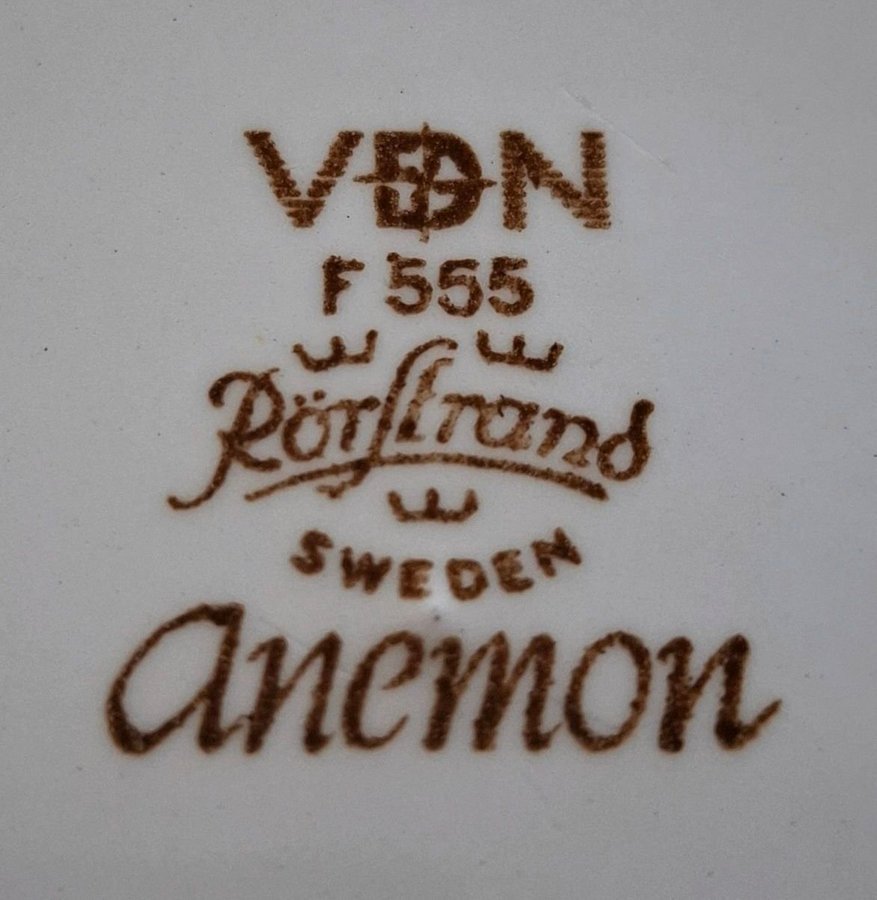 VDN
F 555
Rörstrand
SWEDEN
Anemon